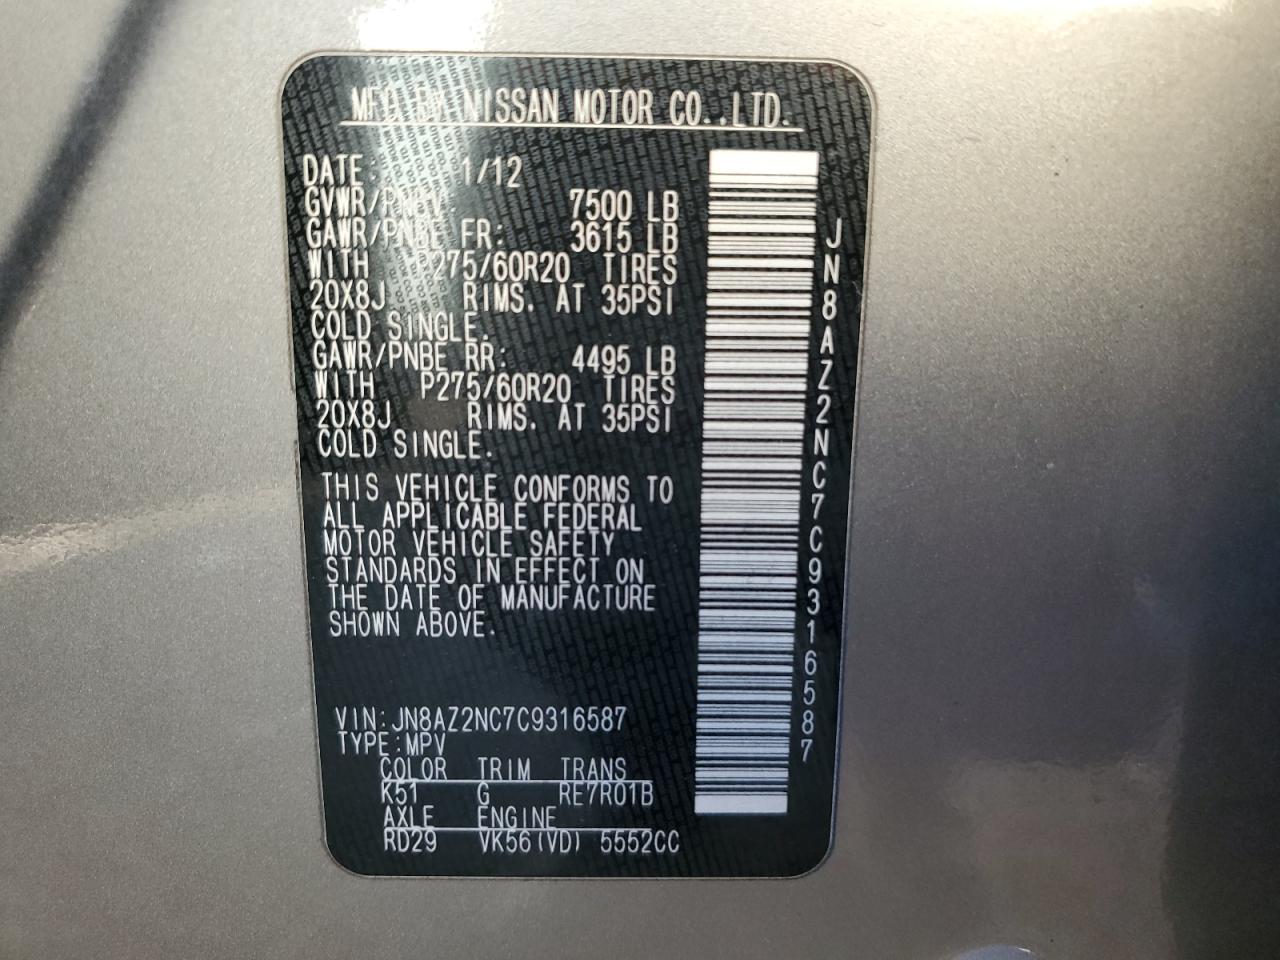 MFD BY NISSAN MOTOR CO.,LTD.
DATE: 1/12
GVWR/PNBV: 7500 LB
GAWR/PNBE FR: 3615 LB
WITH P275/60R20 TIRES
20X8J RIMS. AT 35PSI
COLD SINGLE.
GAWR/PNBE RR: 4495 LB
WITH P275/60R20 TIRES
20X8J RIMS. AT 35PSI
COLD SINGLE.
THIS VEHICLE CONFORMS TO
ALL APPLICABLE FEDERAL
MOTOR VEHICLE SAFETY
STANDARDS IN EFFECT ON
THE DATE OF MANUFACTURE
SHOWN ABOVE.
VIN:JN8AZ2NC7C9316587
TYPE:MPV
COLOR TRIM TRANS
K51 G RE7R01B
AXLE ENGINE
RD29 VK56(VD) 5552CC
JN8AZ2NC7C9316587